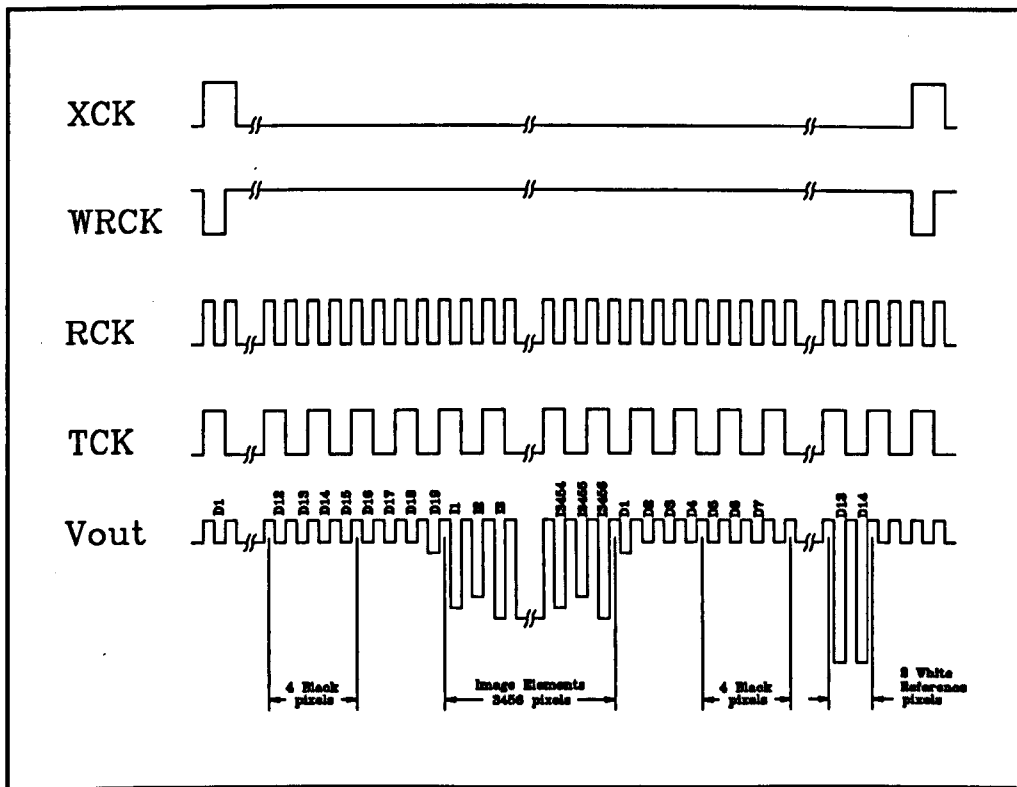 XCK
WRCK
RCK
TCK
Vout
D1 D12 D13 D14 D15 D16 D17 D18 D19 I1 I2 I3 I3454 I3455 I3456 D1 D2 D3 D4 D5 D6 D7 D13 D14
4 Black
pixels
Image Elements
3456 pixels
4 Black
pixels
2 White
Reference
pixels